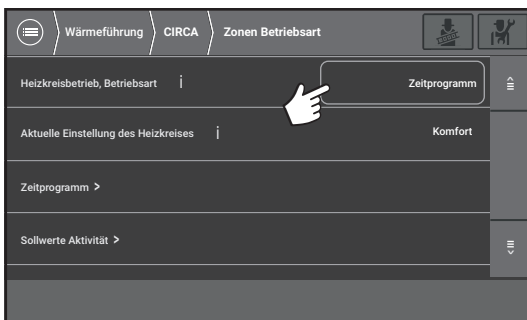 Wärmeführung CIRCA Zonen Betriebsart
Heizkreisbetrieb, Betriebsart i Zeitprogramm
Aktuelle Einstellung des Heizkreises i Komfort
Zeitprogramm >
Sollwerte Aktivität >